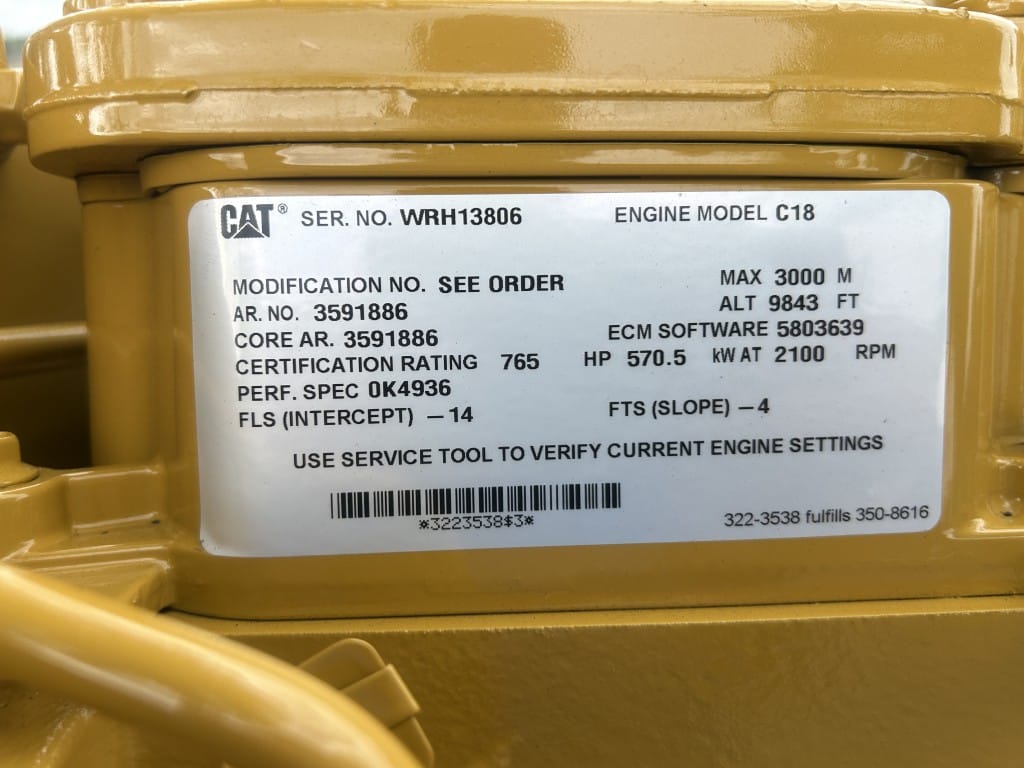 CAT® SER. NO. WRH13806 ENGINE MODEL C18
MODIFICATION NO. SEE ORDER MAX 3000 M
AR. NO. 3591886 ALT 9843 FT
CORE AR. 3591886 ECM SOFTWARE 5803639
CERTIFICATION RATING 765 HP 570.5 kW AT 2100 RPM
PERF. SPEC 0K4936
FLS (INTERCEPT) −14 FTS (SLOPE) −4
USE SERVICE TOOL TO VERIFY CURRENT ENGINE SETTINGS
*3223538$3*
322-3538 fulfills 350-8616